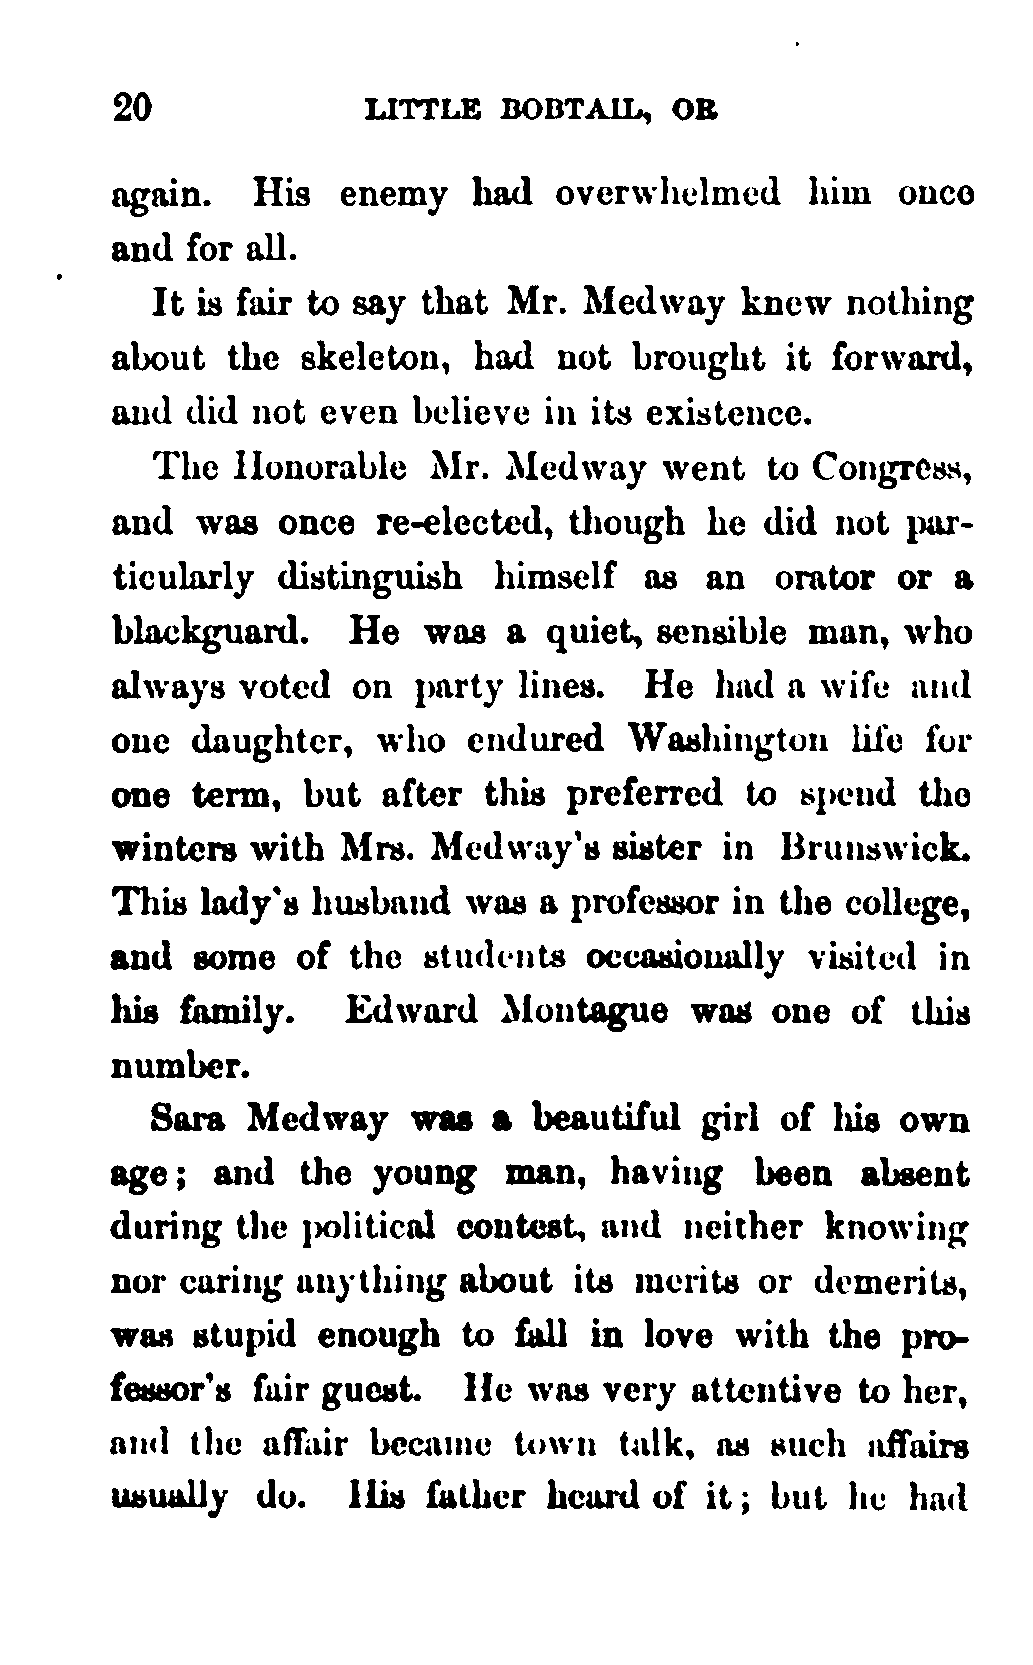 20 LITTLE BOBTAIL, OR
again. His enemy had overwhelmed him once
and for all.
It is fair to say that Mr. Medway knew nothing
about the skeleton, had not brought it forward,
and did not even believe in its existence.
The Honorable Mr. Medway went to Congress,
and was once re-elected, though he did not par-
ticularly distinguish himself as an orator or a
blackguard. He was a quiet, sensible man, who
always voted on party lines. He had a wife and
one daughter, who endured Washington life for
one term, but after this preferred to spend the
winters with Mrs. Medway's sister in Brunswick.
This lady's husband was a professor in the college,
and some of the students occasionally visited in
his family. Edward Montague was one of this
number.
Sara Medway was a beautiful girl of his own
age; and the young man, having been absent
during the political contest, and neither knowing
nor caring anything about its merits or demerits,
was stupid enough to fall in love with the pro-
fessor's fair guest. He was very attentive to her,
and the affair became town talk, as such affairs
usually do. His father heard of it; but he had